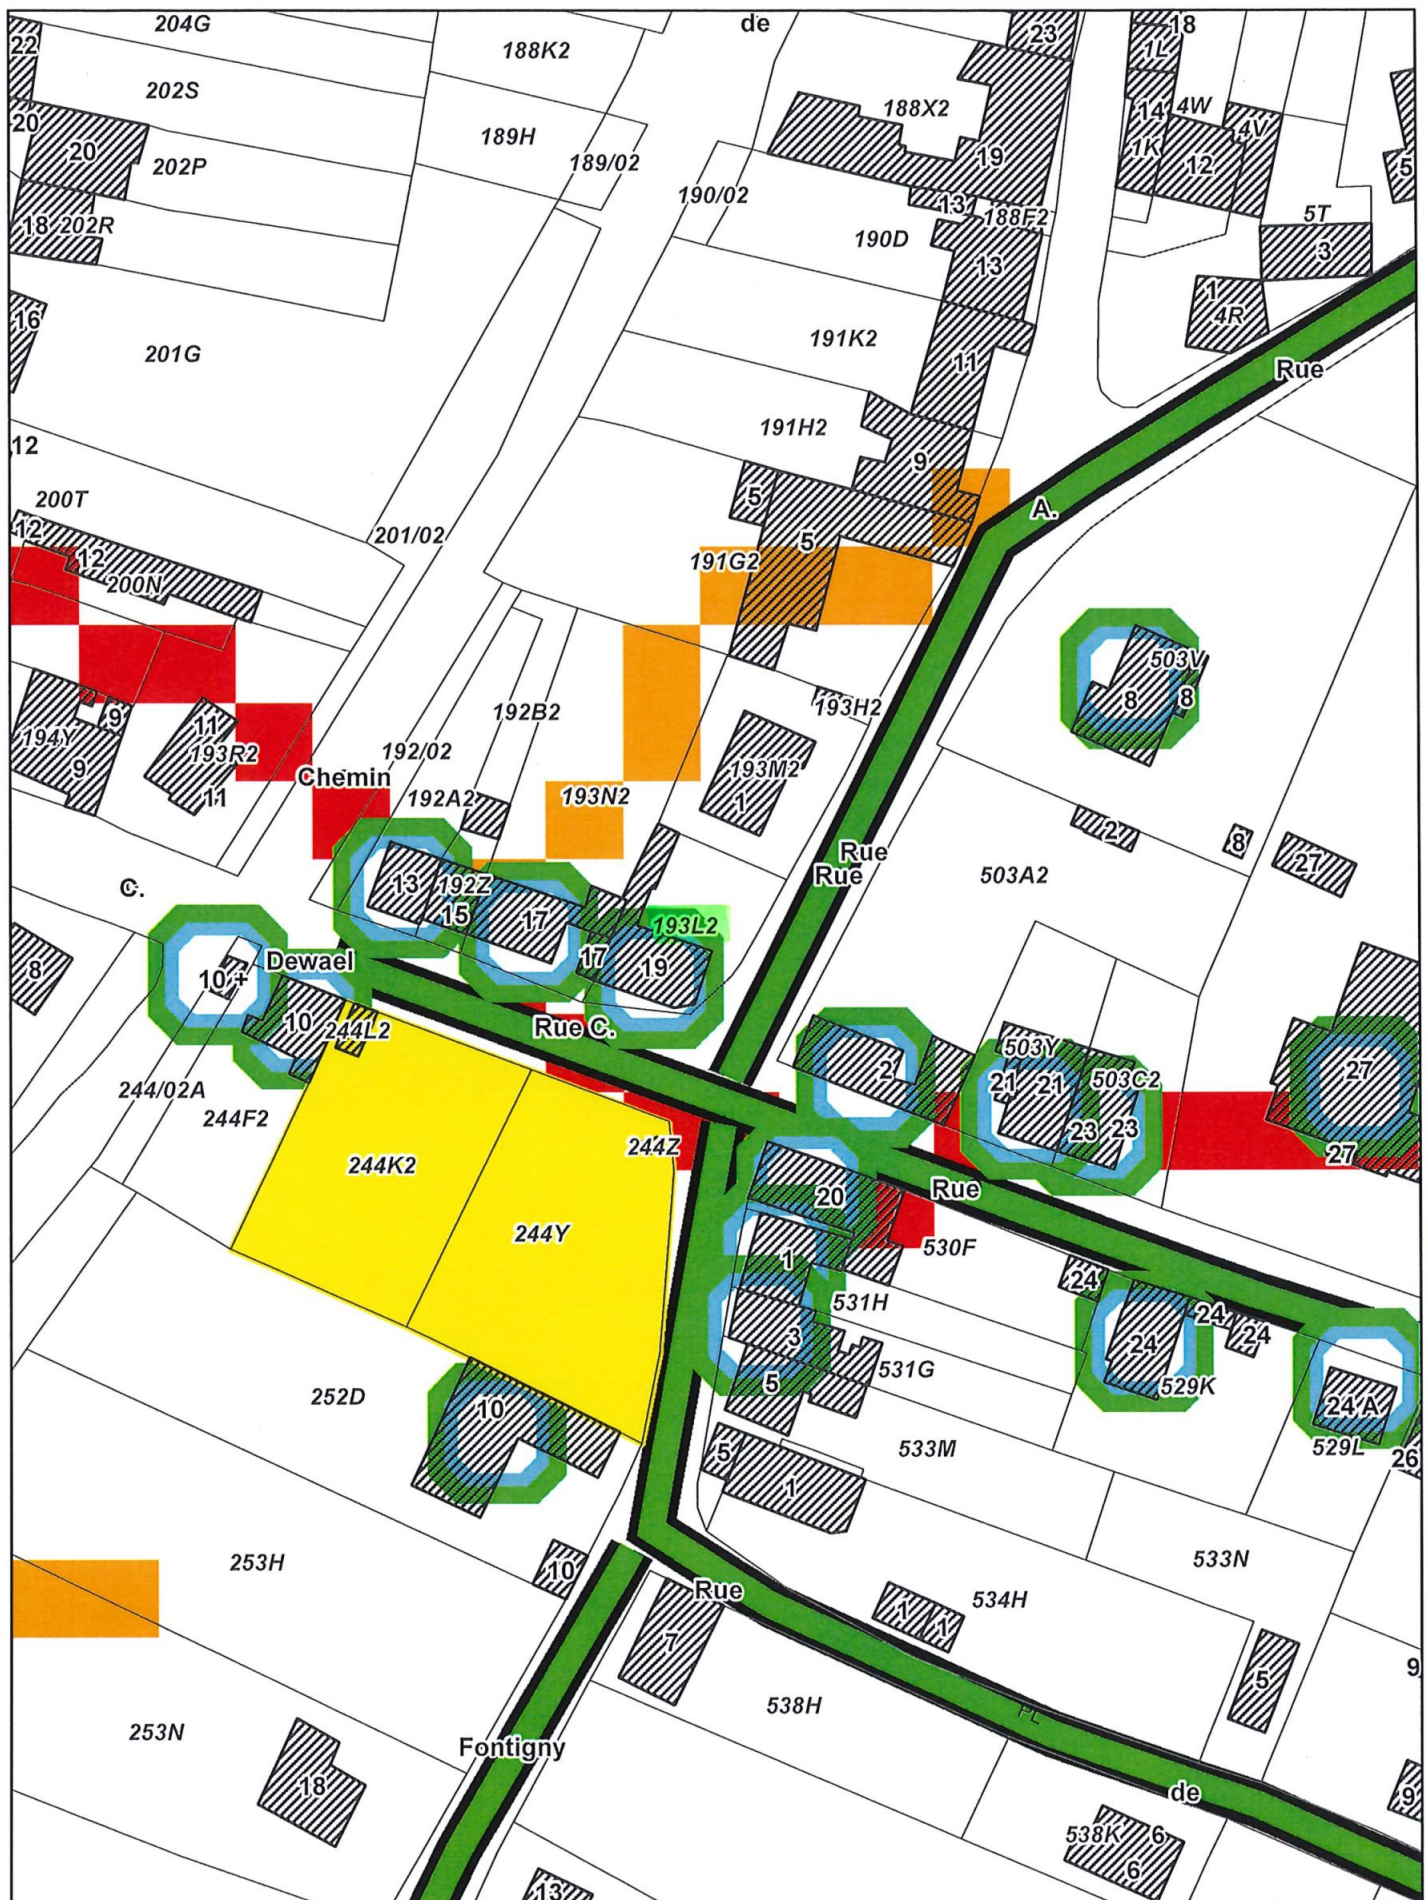 204G
de
22
188K2
23
18
1L
202S
188X2
14
4W
4V
20
189H
1K
20
202P
189/02
19
12
5
190/02
13
188F2
5T
18
202R
190D
3
13
1
4R
16
191K2
201G
11
Rue
191H2
12
9
5
200T
A.
12
201/02
12
5
191G2
200N
503V
8
8
192B2
193H2
9
11
194Y
193R2
192/02
193M2
9
Chemin
193N2
11
192A2
1
2
8
Rue
27
Rue
503A2
13
192Z
C.
15
17
193L2
Dewael
17
19
8
10+
10
244L2
Rue C.
503Y
2
21
21
503C2
27
244/02A
244F2
23
23
244Z
27
244K2
Rue
20
244Y
530F
1
24
531H
24
24
3
24
531G
5
529K
252D
10
24 A
533M
529L
5
26
1
533N
253H
10
Rue
534H
1
1
7
9
5
538H
PL
253N
Fontigny
18
de
9
538K
6
6
13